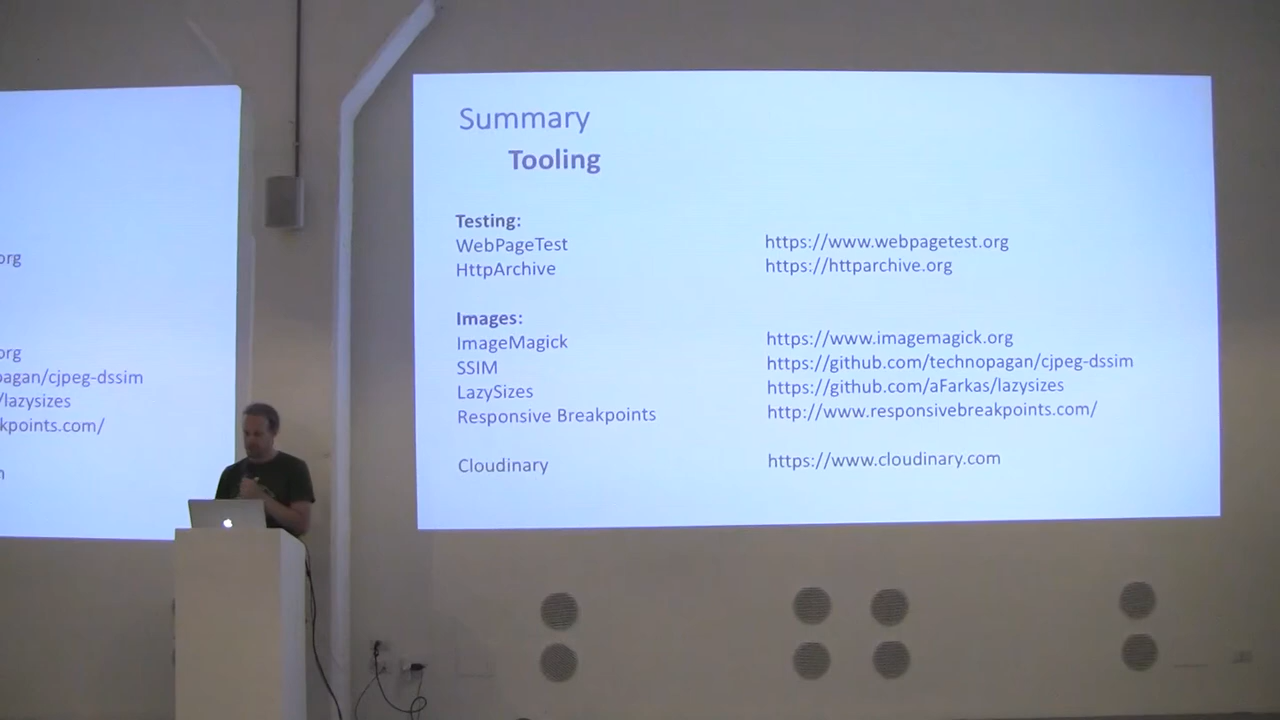 Summary
Tooling
Testing:
WebPageTest https://www.webpagetest.org
HttpArchive https://httparchive.org
Images:
ImageMagick https://www.imagemagick.org
SSIM https://github.com/technopagan/cjpeg-dssim
LazySizes https://github.com/aFarkas/lazysizes
Responsive Breakpoints http://www.responsivebreakpoints.com/
Cloudinary https://www.cloudinary.com
org
org
pagan/cjpeg-dssim
/lazysizes
kpoints.com/